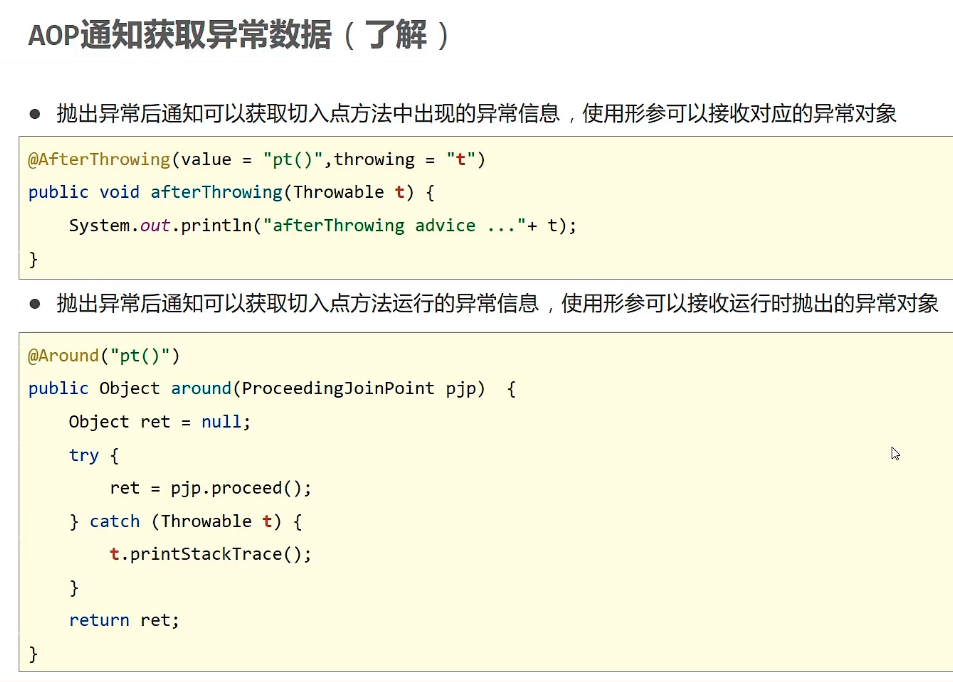 AOP通知获取异常数据（了解）
● 抛出异常后通知可以获取切入点方法中出现的异常信息，使用形参可以接收对应的异常对象
@AfterThrowing(value = "pt()",throwing = "t")
public void afterThrowing(Throwable t) {
    System.out.println("afterThrowing advice ..."+ t);
}
● 抛出异常后通知可以获取切入点方法运行的异常信息，使用形参可以接收运行时抛出的异常对象
@Around("pt()")
public Object around(ProceedingJoinPoint pjp)  {
    Object ret = null;
    try {
        ret = pjp.proceed();
    } catch (Throwable t) {
        t.printStackTrace();
    }
    return ret;
}